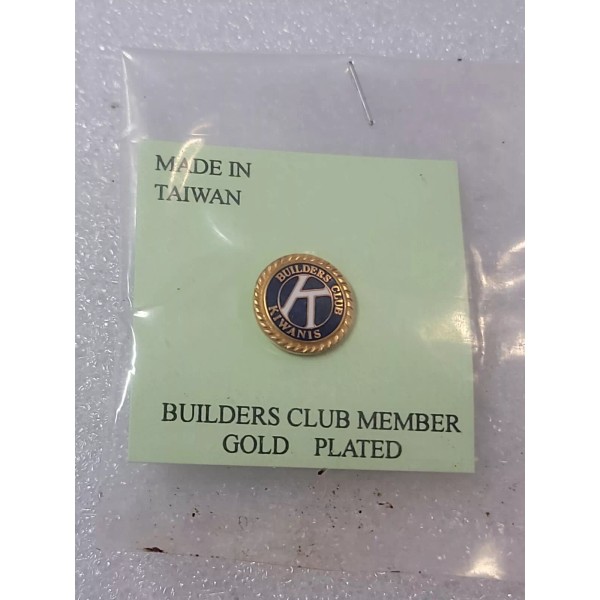 MADE IN
TAIWAN
BUILDERS CLUB
K
KIWANIS
BUILDERS CLUB MEMBER
GOLD PLATED